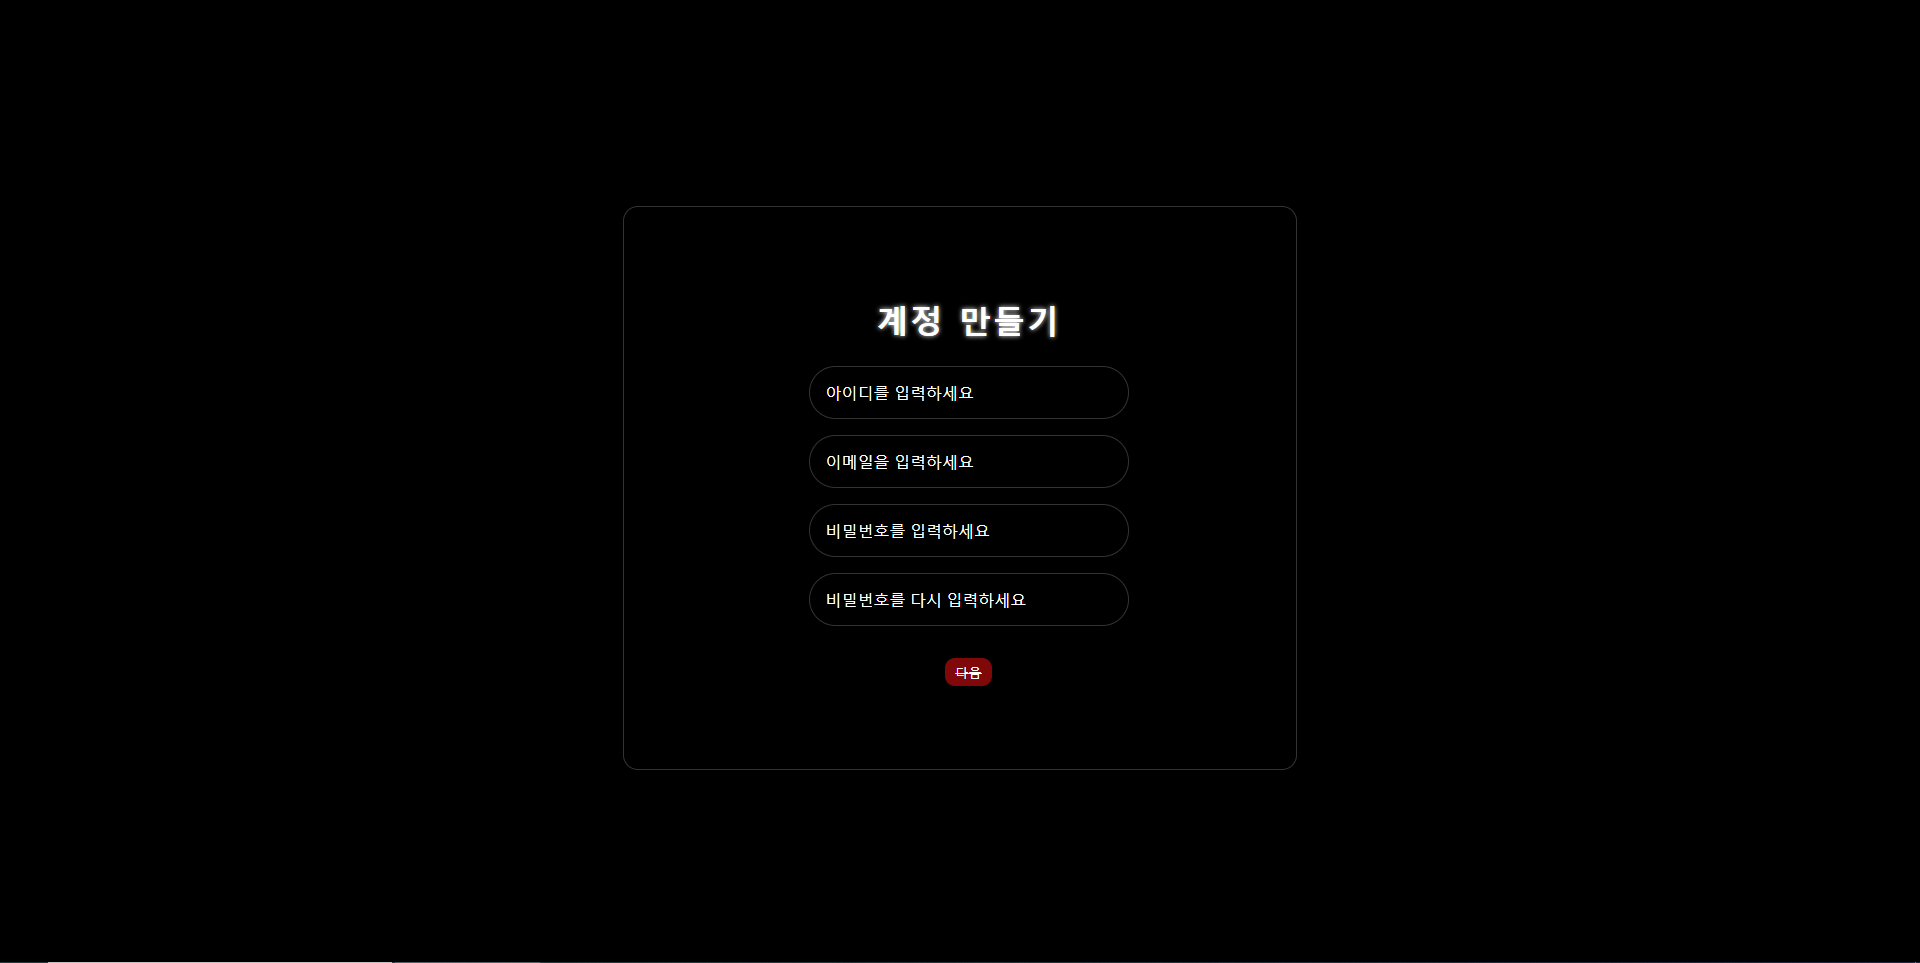 계정 만들기
아이디를 입력하세요
이메일을 입력하세요
비밀번호를 입력하세요
비밀번호를 다시 입력하세요
다음